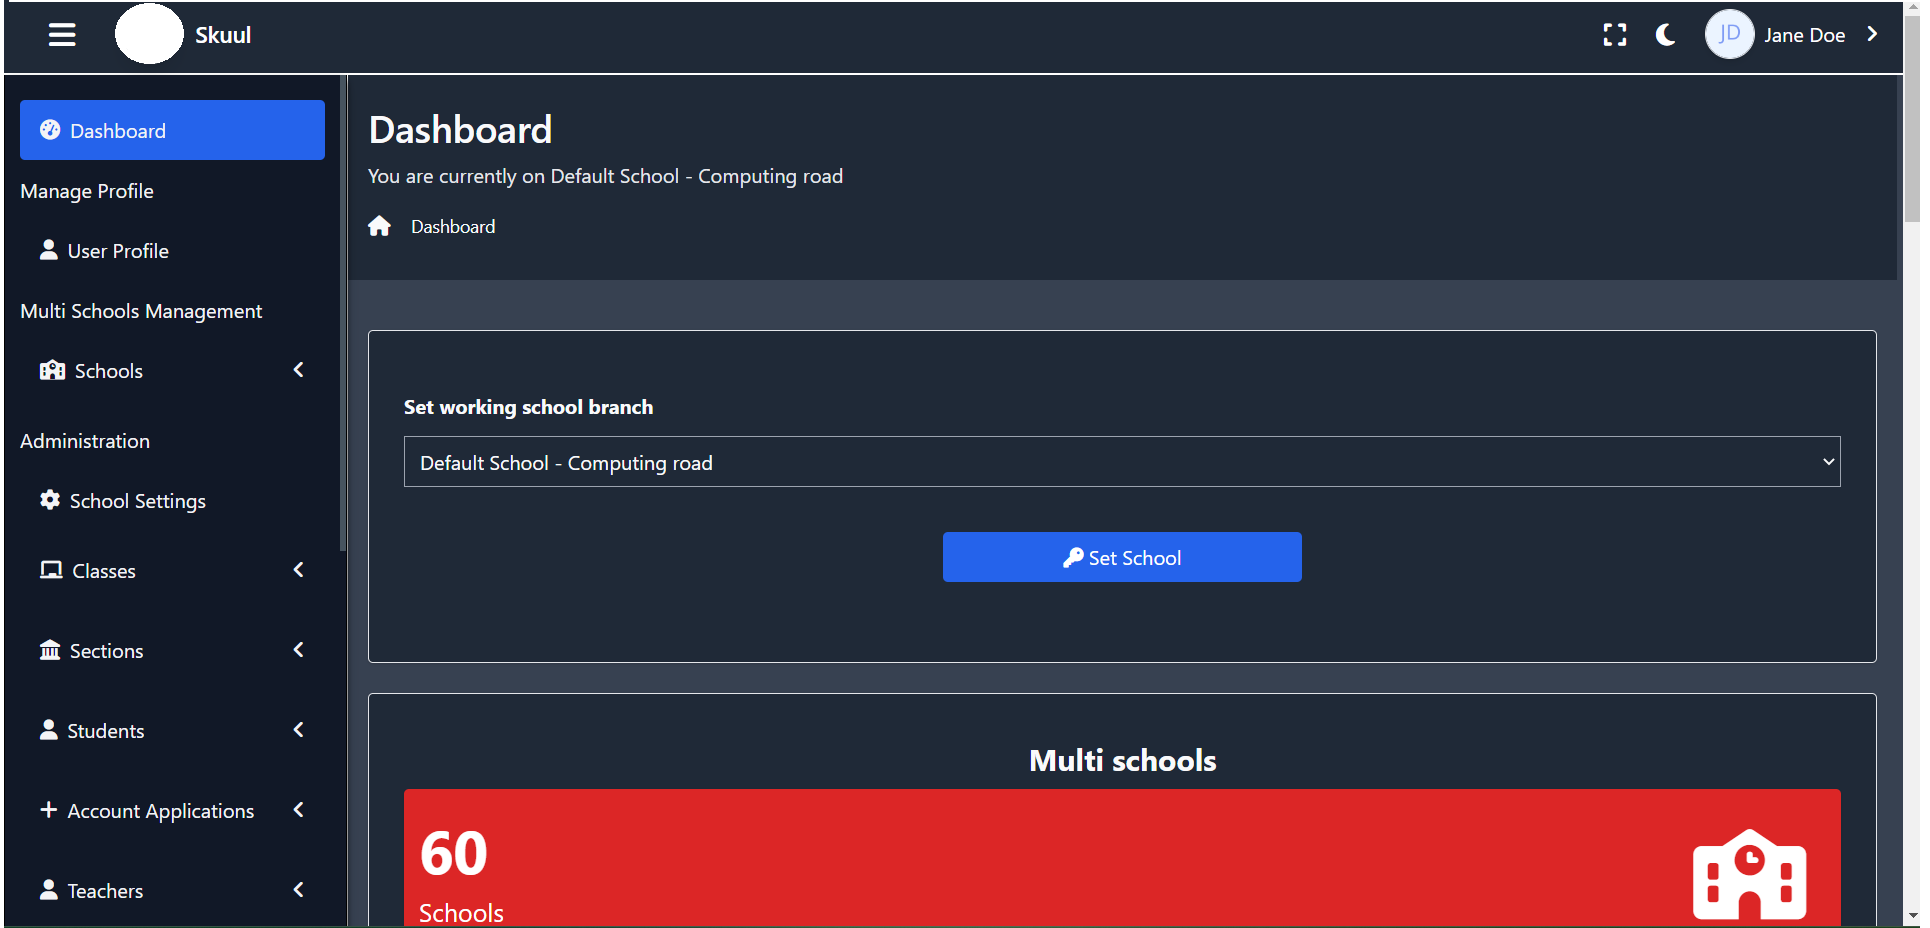 Skuul
JD Jane Doe
Dashboard
Manage Profile
User Profile
Multi Schools Management
Schools
Administration
School Settings
Classes
Sections
Students
Account Applications
Teachers
Dashboard
You are currently on Default School - Computing road
Dashboard
Set working school branch
Default School - Computing road
Set School
Multi schools
60
Schools